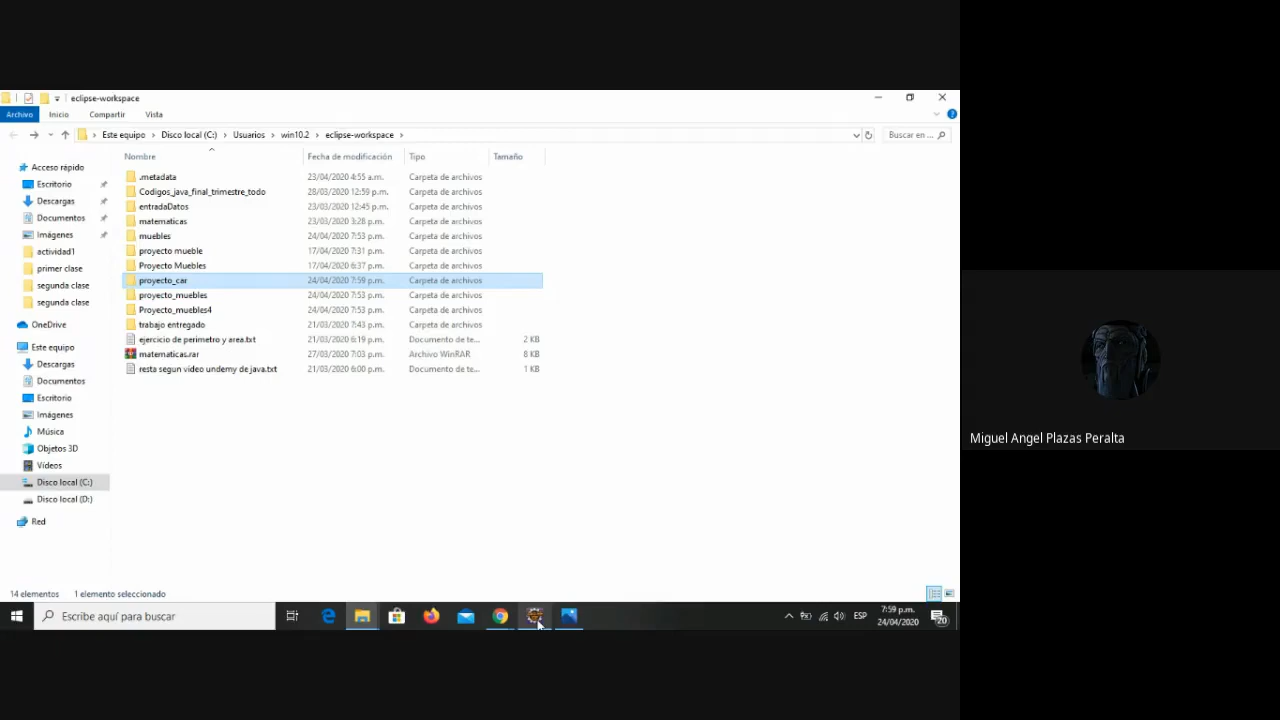 eclipse-workspace
Archivo Inicio Compartir Vista
Este equipo > Disco local (C:) > Usuarios > win10.2 > eclipse-workspace >
Buscar en ...
Nombre Fecha de modificación Tipo Tamaño
.metadata 23/04/2020 4:55 a.m. Carpeta de archivos
Codigos_java_final_trimestre_todo 28/03/2020 12:59 p.m. Carpeta de archivos
entradaDatos 23/03/2020 12:45 p.m. Carpeta de archivos
matematicas 23/03/2020 3:28 p.m. Carpeta de archivos
muebles 24/04/2020 7:53 p.m. Carpeta de archivos
proyecto mueble 17/04/2020 7:31 p.m. Carpeta de archivos
Proyecto Muebles 17/04/2020 6:37 p.m. Carpeta de archivos
proyecto_car 24/04/2020 7:59 p.m. Carpeta de archivos
proyecto_muebles 24/04/2020 7:53 p.m. Carpeta de archivos
Proyecto_muebles4 24/04/2020 7:53 p.m. Carpeta de archivos
trabajo entregado 21/03/2020 7:43 p.m. Carpeta de archivos
ejercicio de perimetro y area.txt 21/03/2020 6:19 p.m. Documento de te... 2 KB
matematicas.rar 27/03/2020 7:03 p.m. Archivo WinRAR 8 KB
resta segun video undemy de java.txt 21/03/2020 6:00 p.m. Documento de te... 1 KB
Acceso rápido
Escritorio
Descargas
Documentos
Imágenes
actividad1
primer clase
segunda clase
segunda clase
OneDrive
Este equipo
Descargas
Documentos
Escritorio
Imágenes
Música
Objetos 3D
Vídeos
Disco local (C:)
Disco local (D:)
Red
14 elementos 1 elemento seleccionado
Escribe aquí para buscar
ESP
7:59 p.m.
24/04/2020
20
Miguel Angel Plazas Peralta